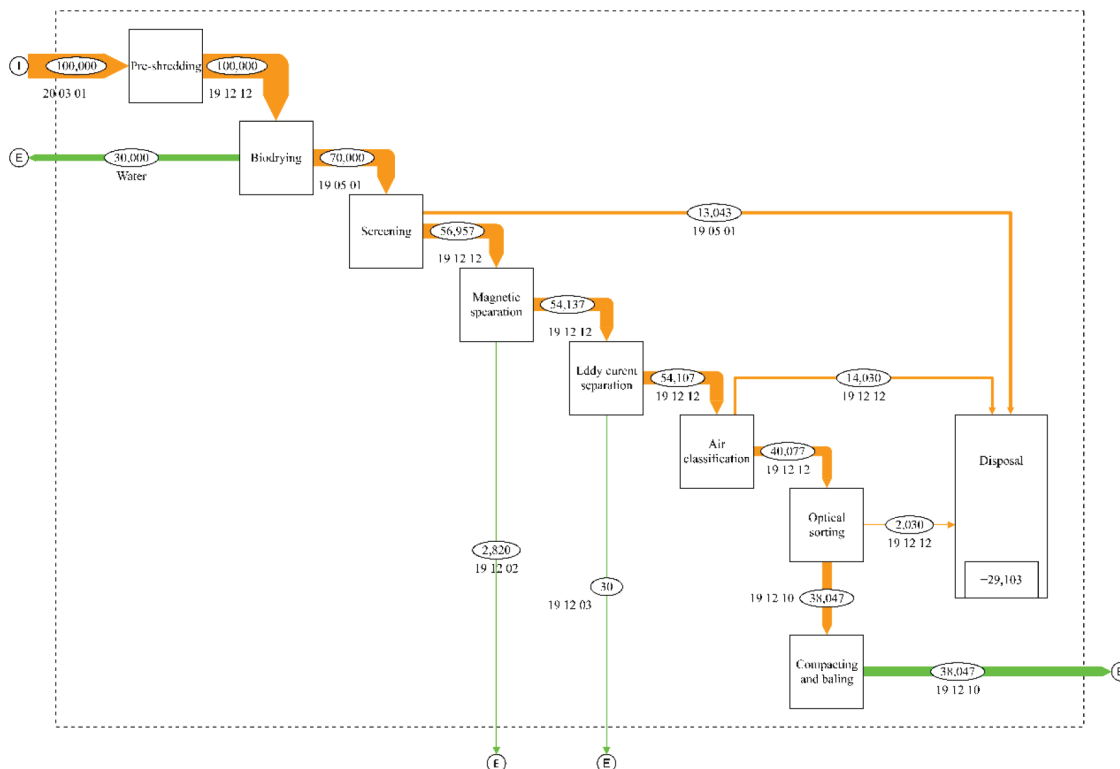 I
100,000
Pre-shredding
100,000
20 03 01
19 12 12
E
30,000
Water
Biodrying
70,000
19 05 01
Screening
13,043
19 05 01
56,957
19 12 12
Magnetic
spearation
54,137
19 12 12
Lddy curent
separation
54,107
19 12 12
14,030
19 12 12
Air
classification
40,077
19 12 12
Disposal
Optical
sorting
2,030
19 12 12
2,820
19 12 02
30
19 12 03
−29,103
19 12 10
38,047
Compacting
and baling
38,047
19 12 10
E
E
E